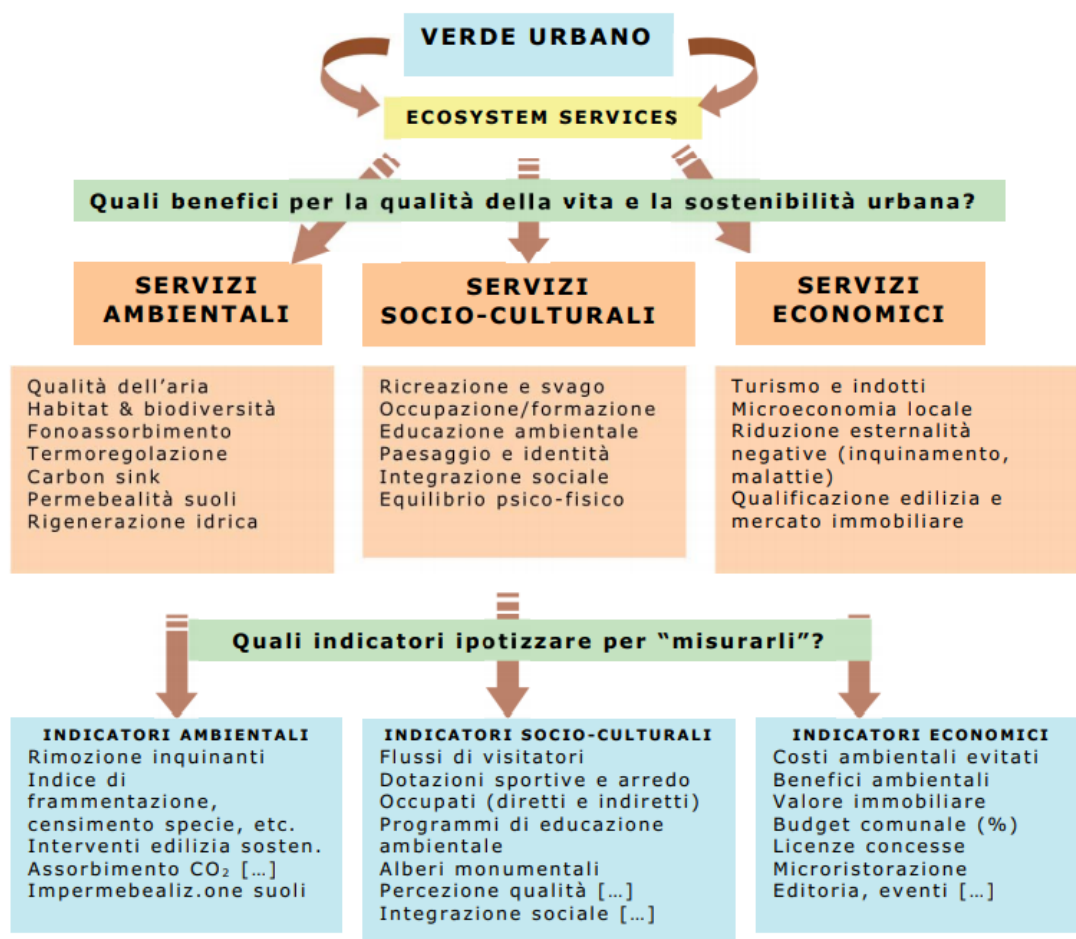 VERDE URBANO
ECOSYSTEM SERVICES
Quali benefici per la qualità della vita e la sostenibilità urbana?
SERVIZI
AMBIENTALI
SERVIZI
SOCIO-CULTURALI
SERVIZI
ECONOMICI
Qualità dell'aria
Habitat & biodiversità
Fonoassorbimento
Termoregolazione
Carbon sink
Permebealità suoli
Rigenerazione idrica
Ricreazione e svago
Occupazione/formazione
Educazione ambientale
Paesaggio e identità
Integrazione sociale
Equilibrio psico-fisico
Turismo e indotti
Microeconomia locale
Riduzione esternalità
negative (inquinamento,
malattie)
Qualificazione edilizia e
mercato immobiliare
Quali indicatori ipotizzare per “misurarli”?
INDICATORI AMBIENTALI
Rimozione inquinanti
Indice di
frammentazione,
censimento specie, etc.
Interventi edilizia sosten.
Assorbimento CO₂ […]
Impermebealiz.one suoli
INDICATORI SOCIO-CULTURALI
Flussi di visitatori
Dotazioni sportive e arredo
Occupati (diretti e indiretti)
Programmi di educazione
ambientale
Alberi monumentali
Percezione qualità […]
Integrazione sociale […]
INDICATORI ECONOMICI
Costi ambientali evitati
Benefici ambientali
Valore immobiliare
Budget comunale (%)
Licenze concesse
Microristorazione
Editoria, eventi […]